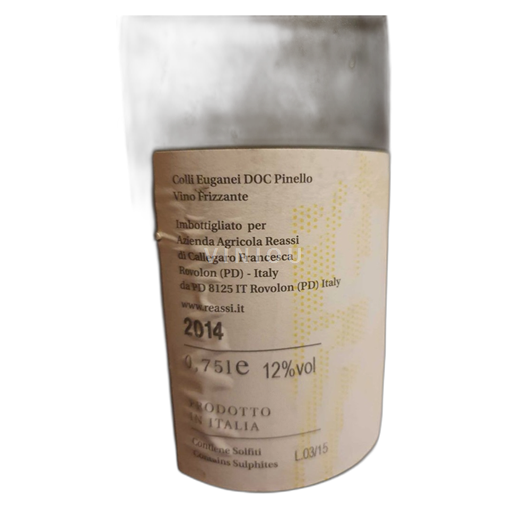 Colli Euganei DOC Pinello
Vino Frizzante
Imbottigliato per
Azienda Agricola Reassi
di Callegaro Francesca
Rovolon (PD) - Italy
da PD 8125 IT Rovolon (PD) Italy
www.reassi.it
2014
0,75l e 12%vol
PRODOTTO
IN ITALIA
Contiene Solfiti
Contains Sulphites
L.03/15
VINIOU